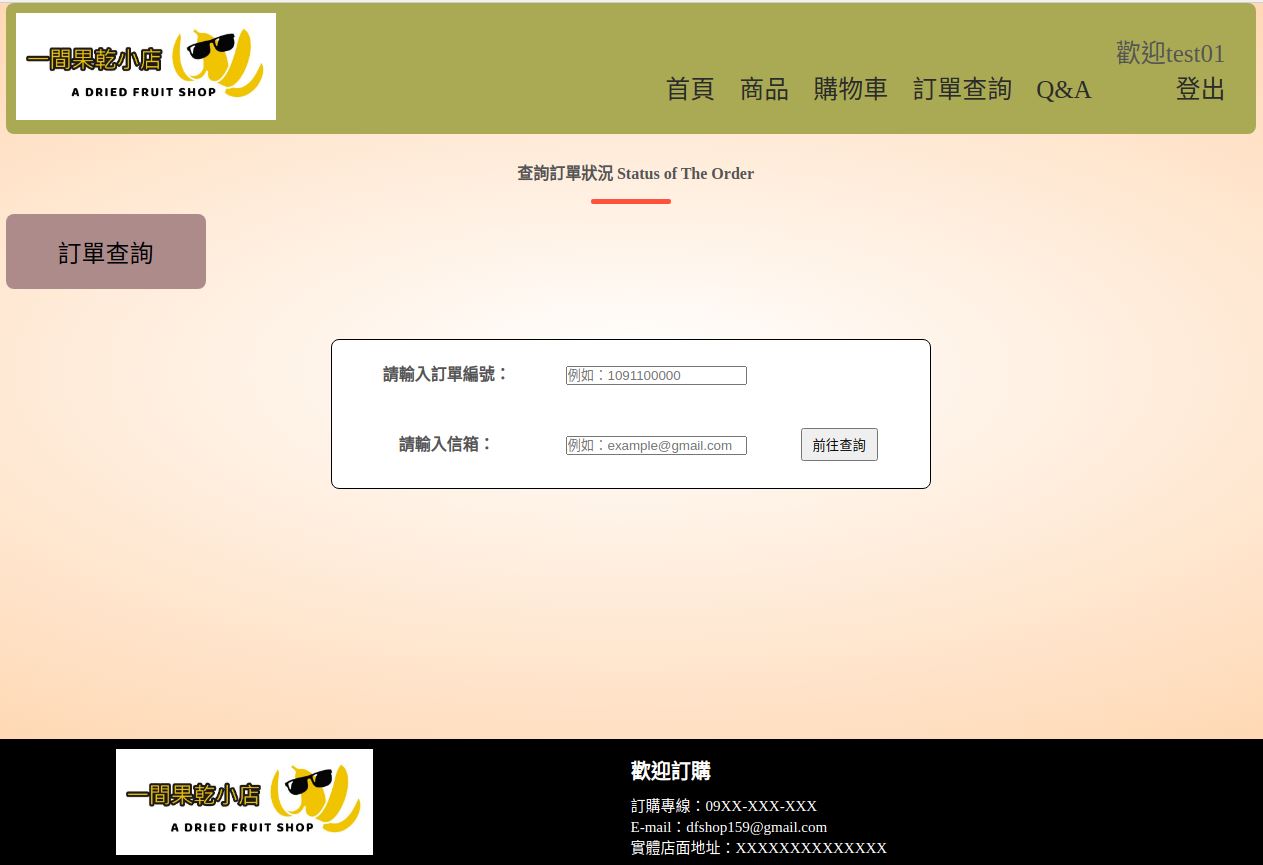 一間果乾小店
A DRIED FRUIT SHOP
歡迎test01
首頁 商品 購物車 訂單查詢 Q&A 登出
查詢訂單狀況 Status of The Order
訂單查詢
請輸入訂單編號： 例如：1091100000
請輸入信箱： 例如：example@gmail.com 前往查詢
一間果乾小店
A DRIED FRUIT SHOP
歡迎訂購
訂購專線：09XX-XXX-XXX
E-mail：dfshop159@gmail.com
實體店面地址：XXXXXXXXXXXXXX